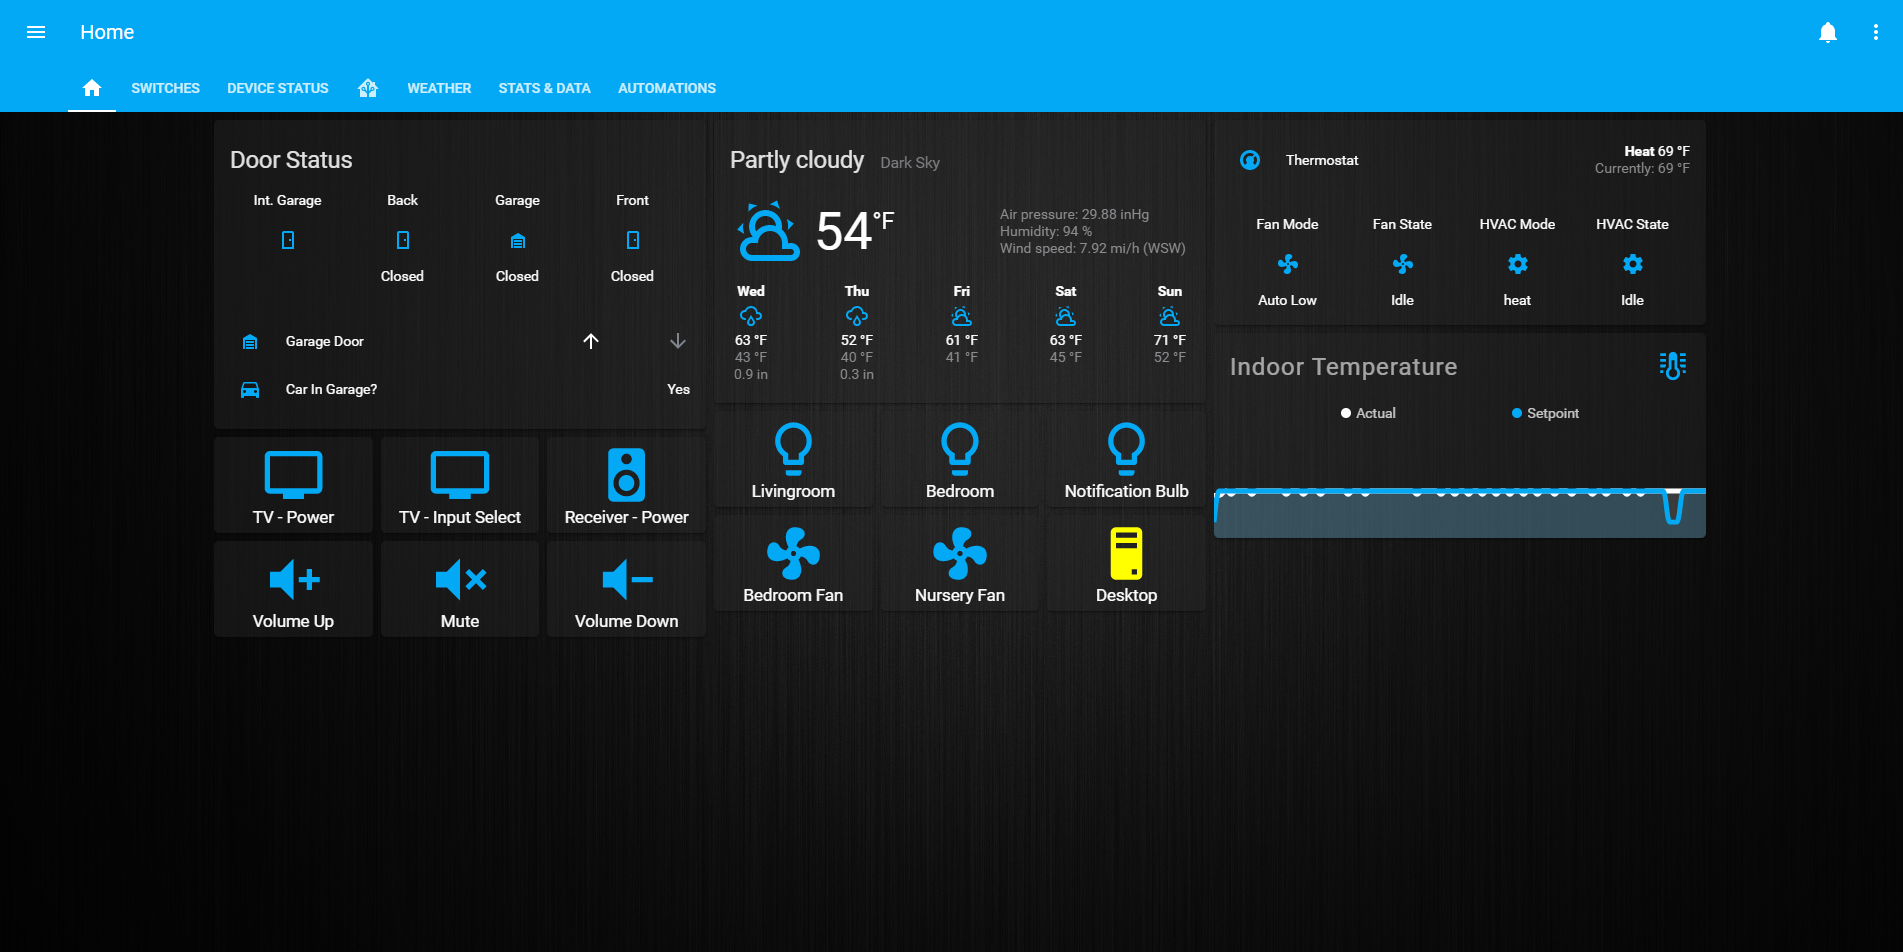 Home
SWITCHES DEVICE STATUS WEATHER STATS & DATA AUTOMATIONS
Door Status
Int. Garage Back Garage Front
Closed Closed Closed
Garage Door
Car In Garage? Yes
TV - Power TV - Input Select Receiver - Power
Volume Up Mute Volume Down
Partly cloudy Dark Sky
54 °F
Air pressure: 29.88 inHg
Humidity: 94 %
Wind speed: 7.92 mi/h (WSW)
Wed Thu Fri Sat Sun
63 °F 52 °F 61 °F 63 °F 71 °F
43 °F 40 °F 41 °F 45 °F 52 °F
0.9 in 0.3 in
Livingroom Bedroom Notification Bulb
Bedroom Fan Nursery Fan Desktop
Thermostat
Heat 69 °F
Currently: 69 °F
Fan Mode Fan State HVAC Mode HVAC State
Auto Low Idle heat Idle
Indoor Temperature
Actual Setpoint